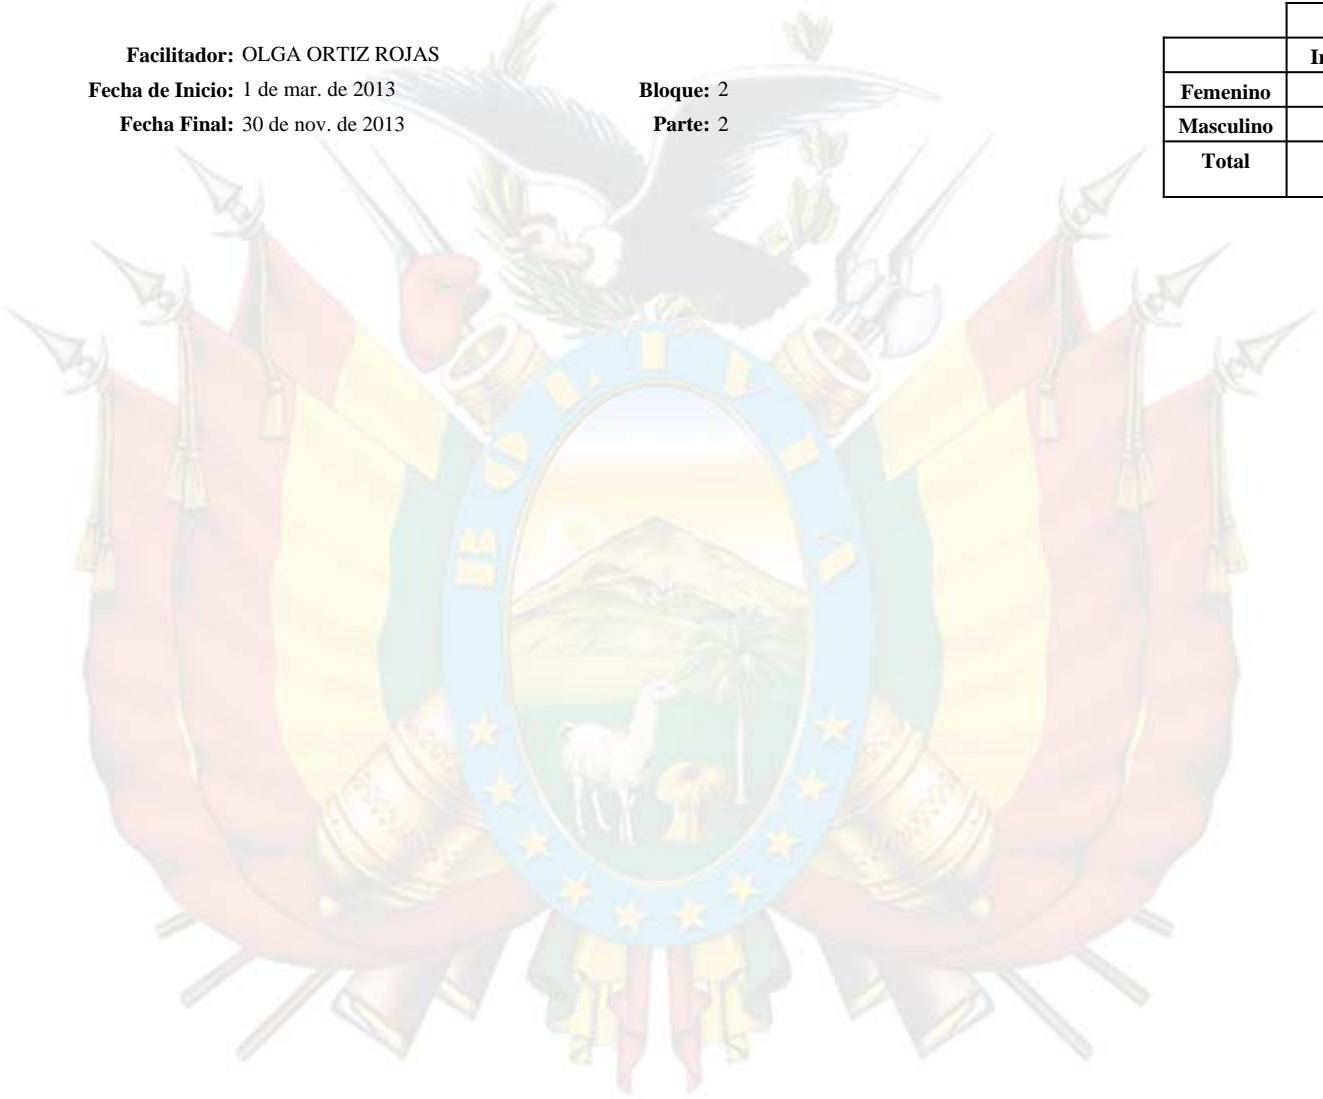 Facilitador: OLGA ORTIZ ROJAS
Fecha de Inicio: 1 de mar. de 2013 Bloque: 2
Fecha Final: 30 de nov. de 2013 Parte: 2
Femenino
Masculino
Total
BOLIVIA